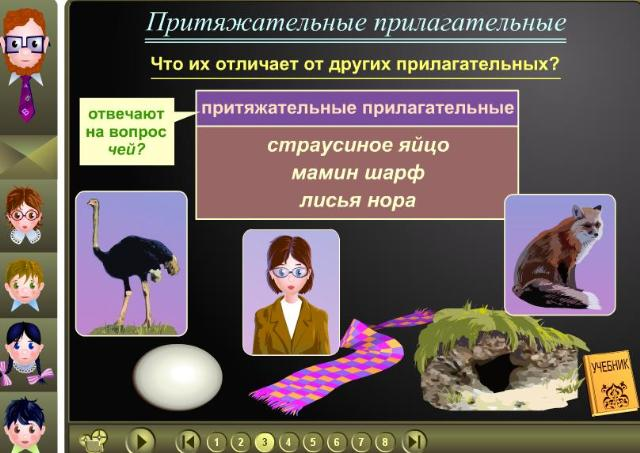 Притяжательные прилагательные
Что их отличает от других прилагательных?
отвечают
на вопрос
чей?
притяжательные прилагательные
страусиное яйцо
мамин шарф
лисья нора
УЧЕБНИК
1 2 3 4 5 6 7 8